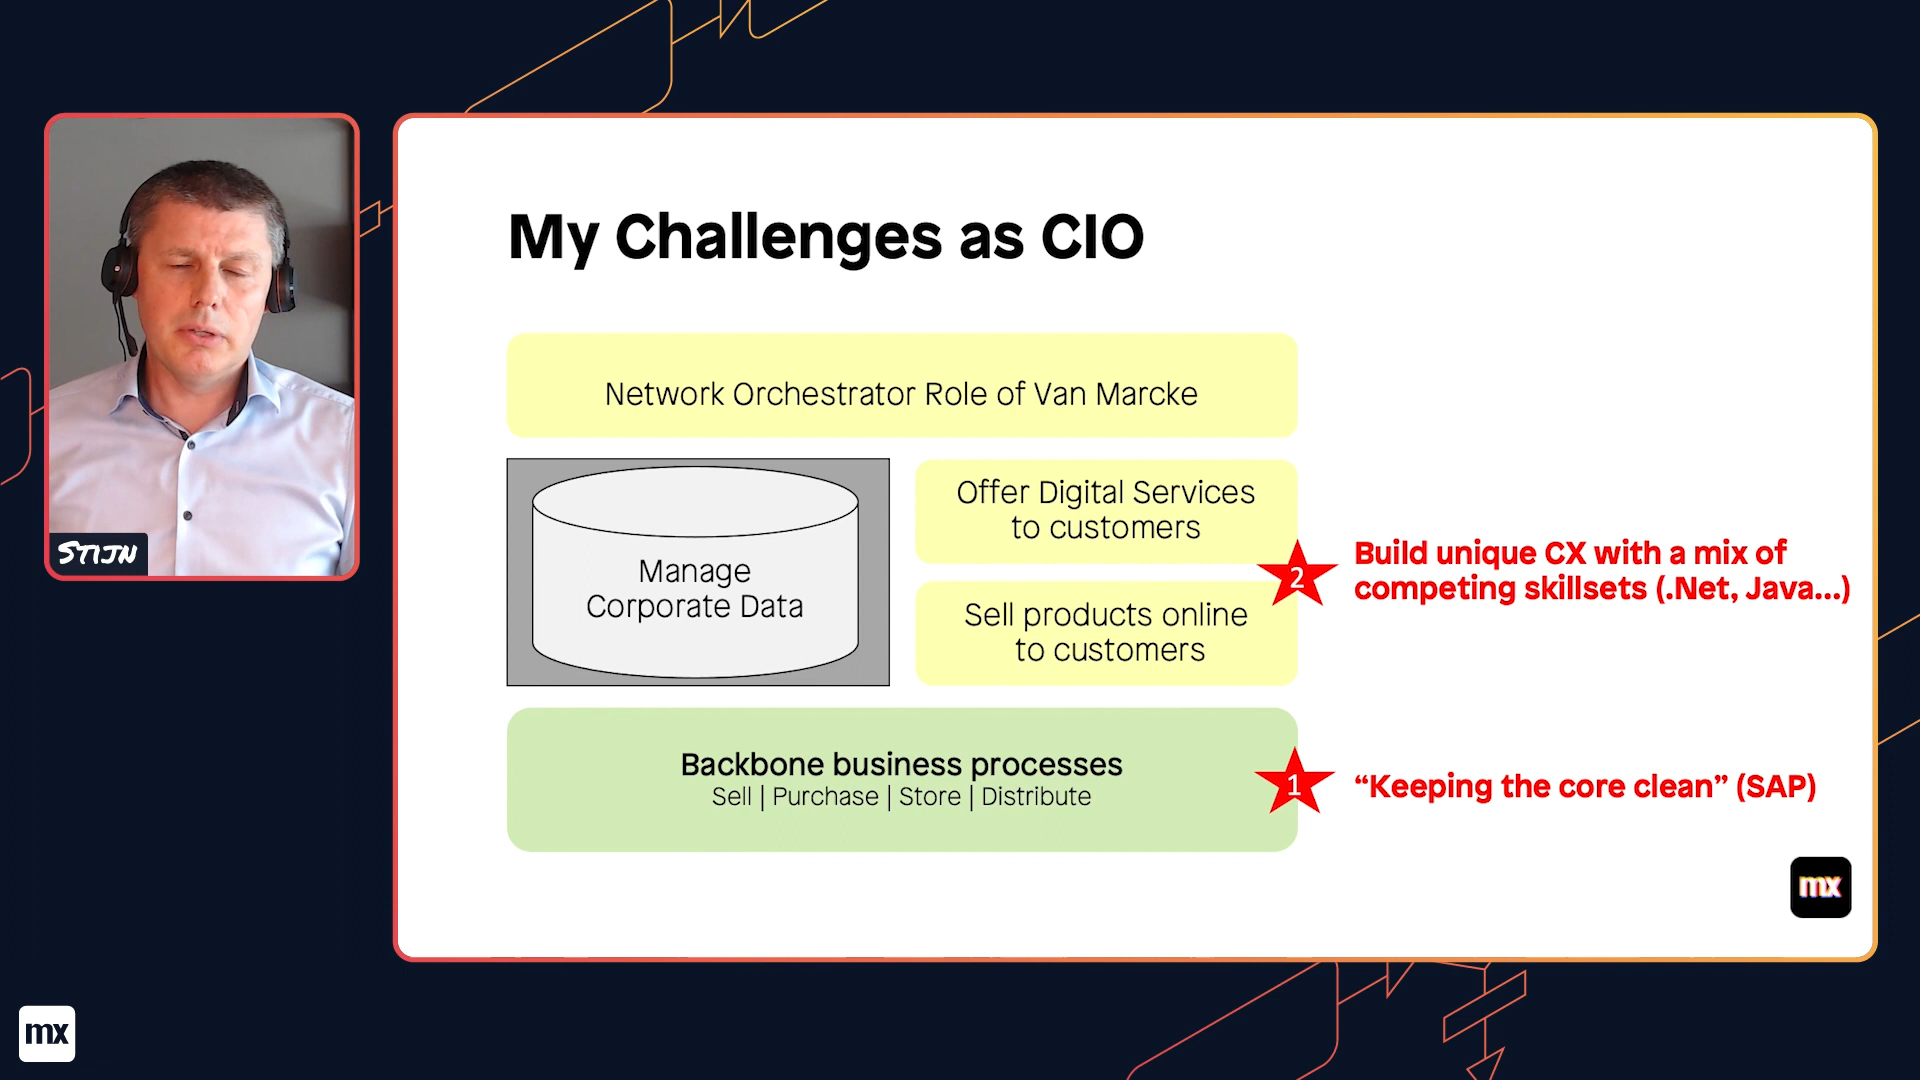 My Challenges as CIO
Network Orchestrator Role of Van Marcke
Manage
Corporate Data
Offer Digital Services
to customers
Sell products online
to customers
2
Build unique CX with a mix of
competing skillsets (.Net, Java...)
Backbone business processes
Sell | Purchase | Store | Distribute
1
“Keeping the core clean” (SAP)
mx
STIJN
mx